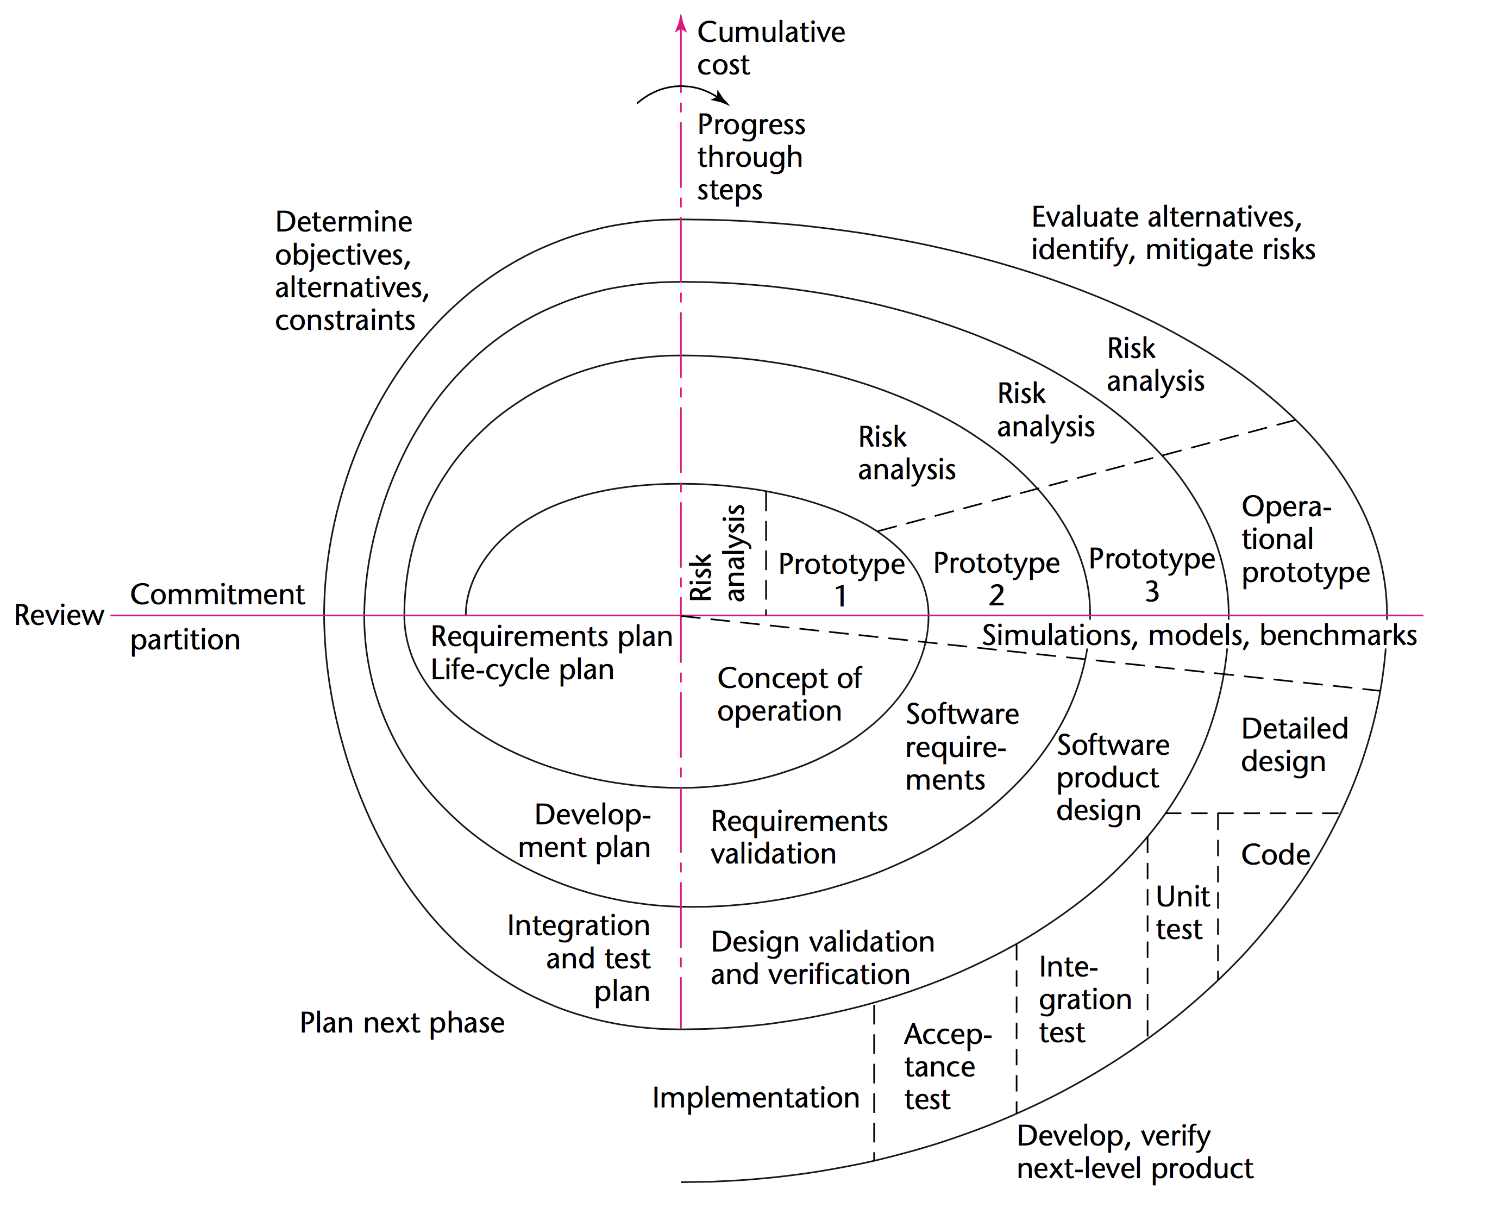 Cumulative
cost
Progress
through
steps
Determine
objectives,
alternatives,
constraints
Evaluate alternatives,
identify, mitigate risks
Risk
analysis
Risk
analysis
Risk
analysis
Risk
analysis
Prototype
1
Prototype
2
Prototype
3
Opera-
tional
prototype
Review
Commitment
partition
Requirements plan
Life-cycle plan
Simulations, models, benchmarks
Concept of
operation
Software
require-
ments
Software
product
design
Detailed
design
Develop-
ment plan
Requirements
validation
Code
Unit
test
Integration
and test
plan
Design validation
and verification
Inte-
gration
test
Plan next phase
Accep-
tance
test
Implementation
Develop, verify
next-level product